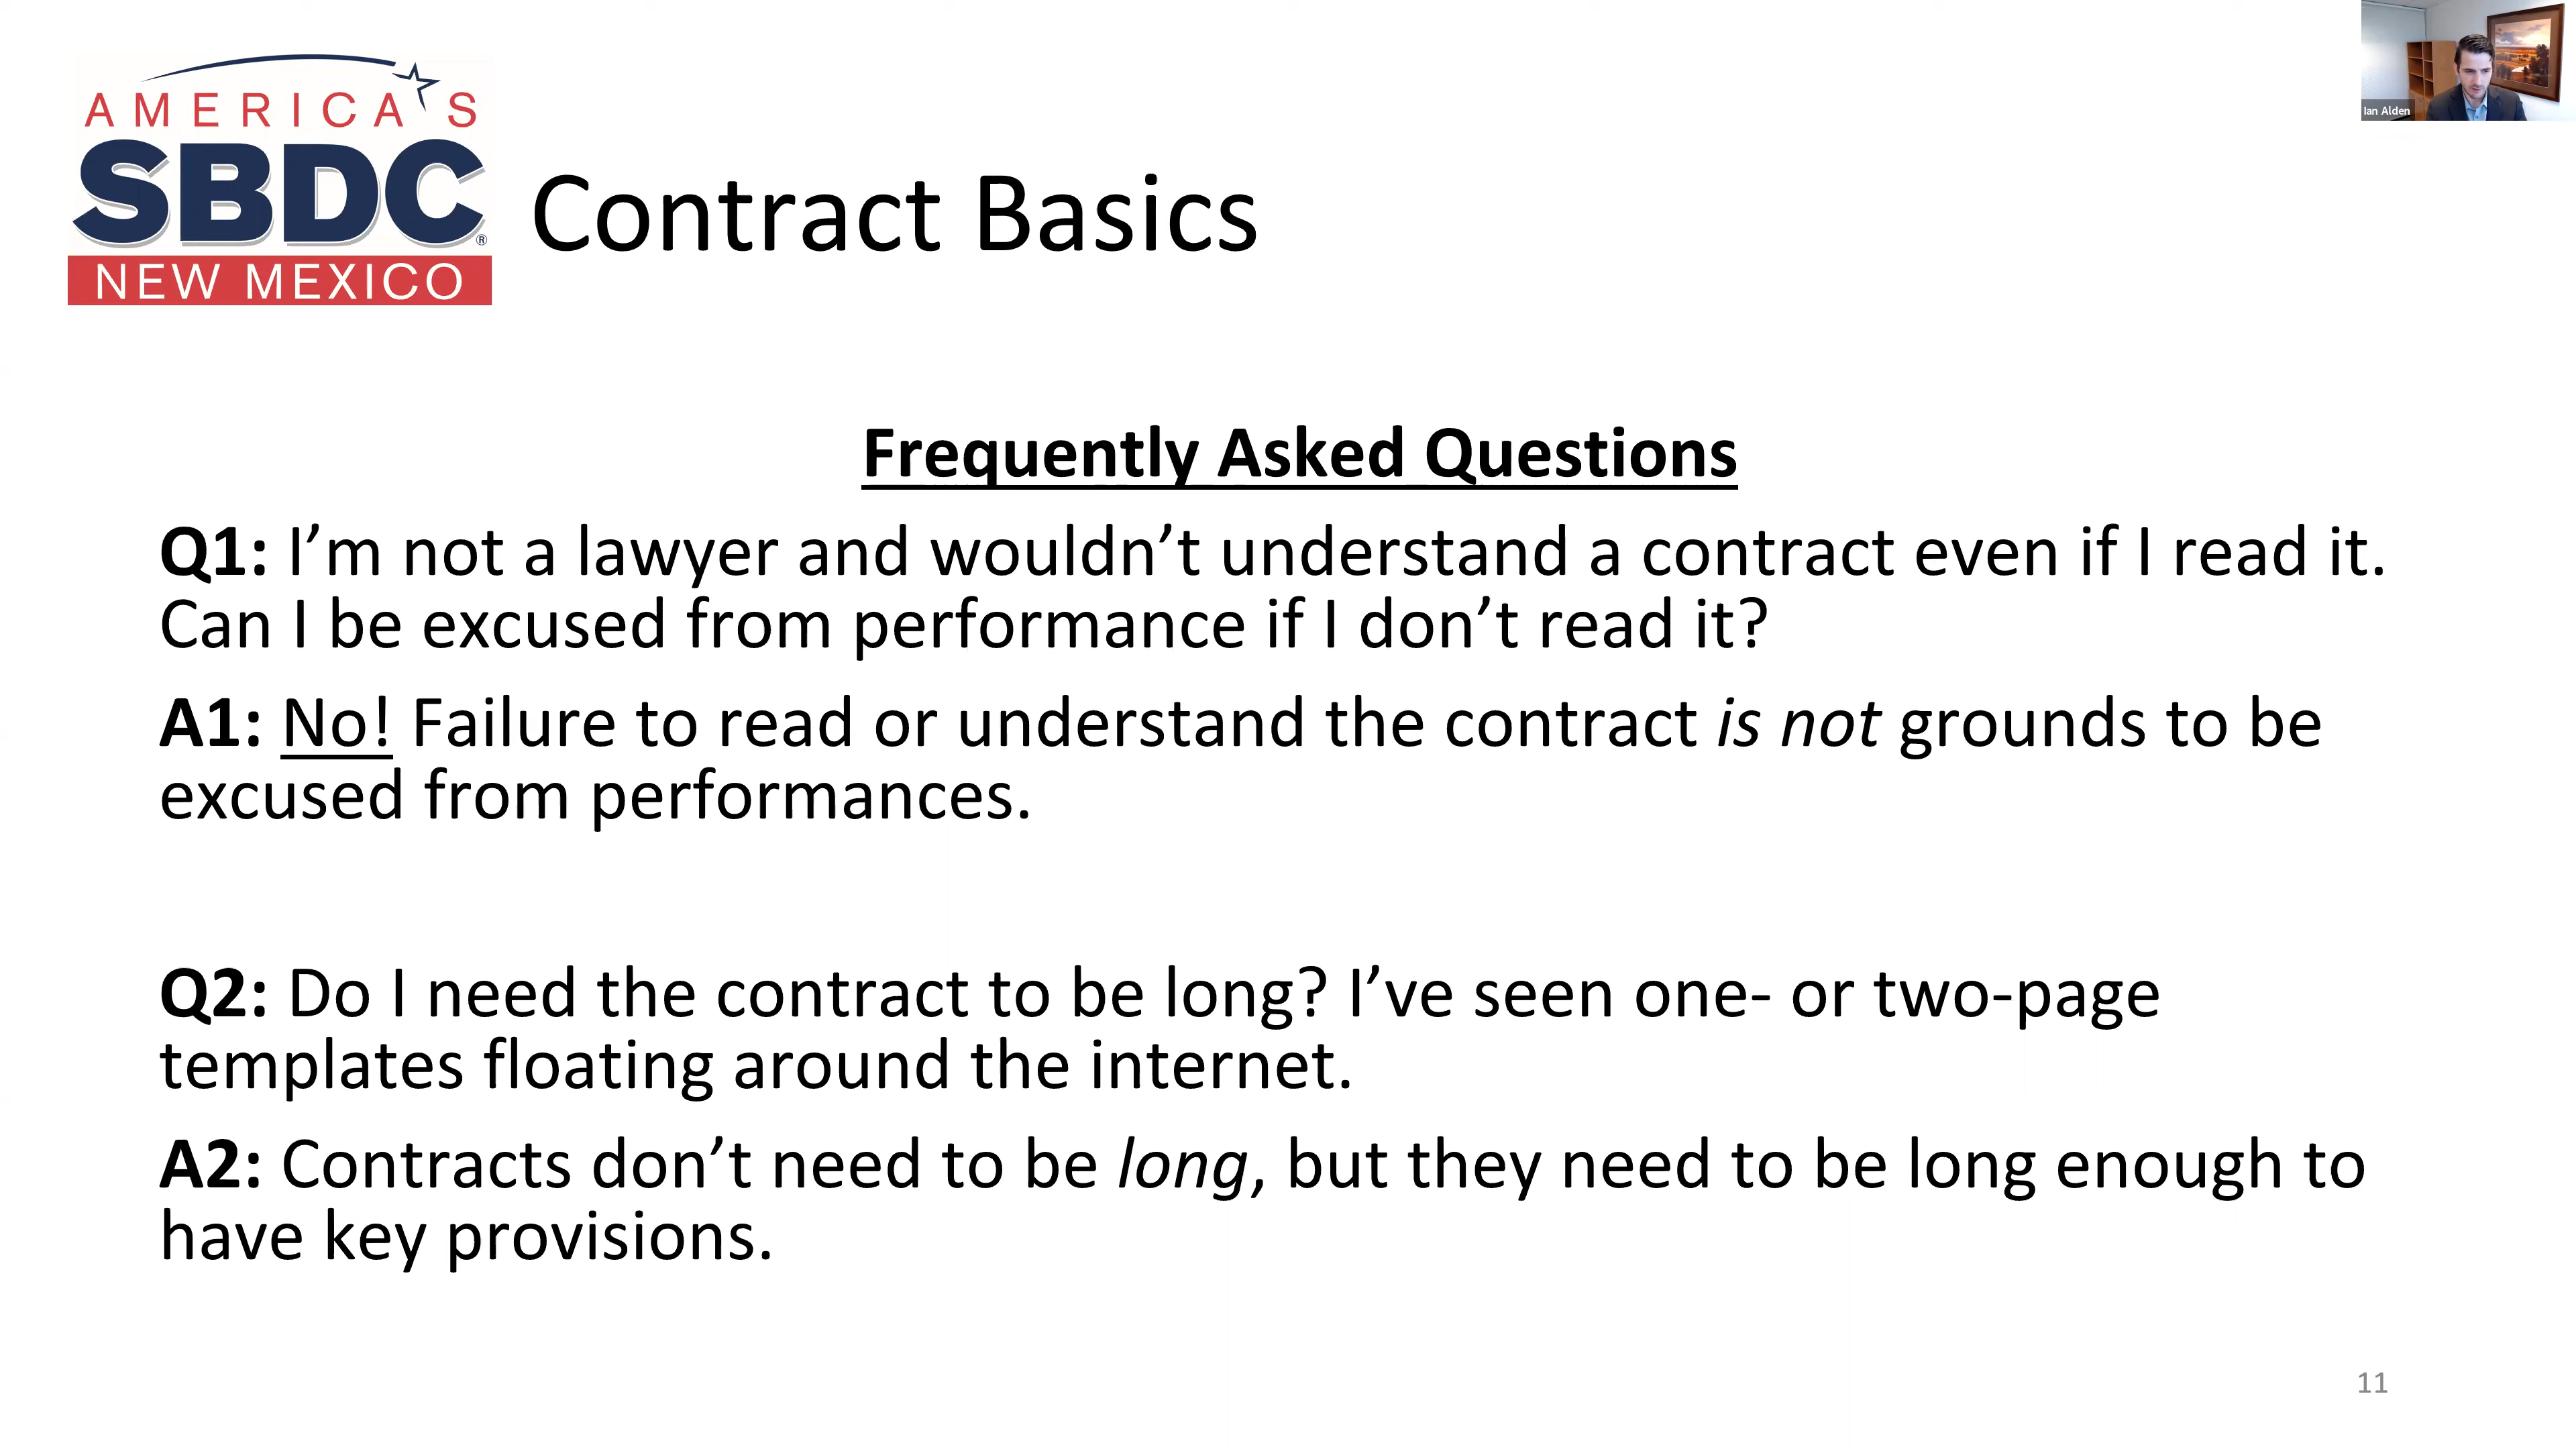 AMERICA'S
SBDC®
NEW MEXICO
Ian Alden
Contract Basics
Frequently Asked Questions
Q1: I’m not a lawyer and wouldn’t understand a contract even if I read it.
Can I be excused from performance if I don’t read it?
A1: No! Failure to read or understand the contract is not grounds to be
excused from performances.
Q2: Do I need the contract to be long? I’ve seen one- or two-page
templates floating around the internet.
A2: Contracts don’t need to be long, but they need to be long enough to
have key provisions.
11